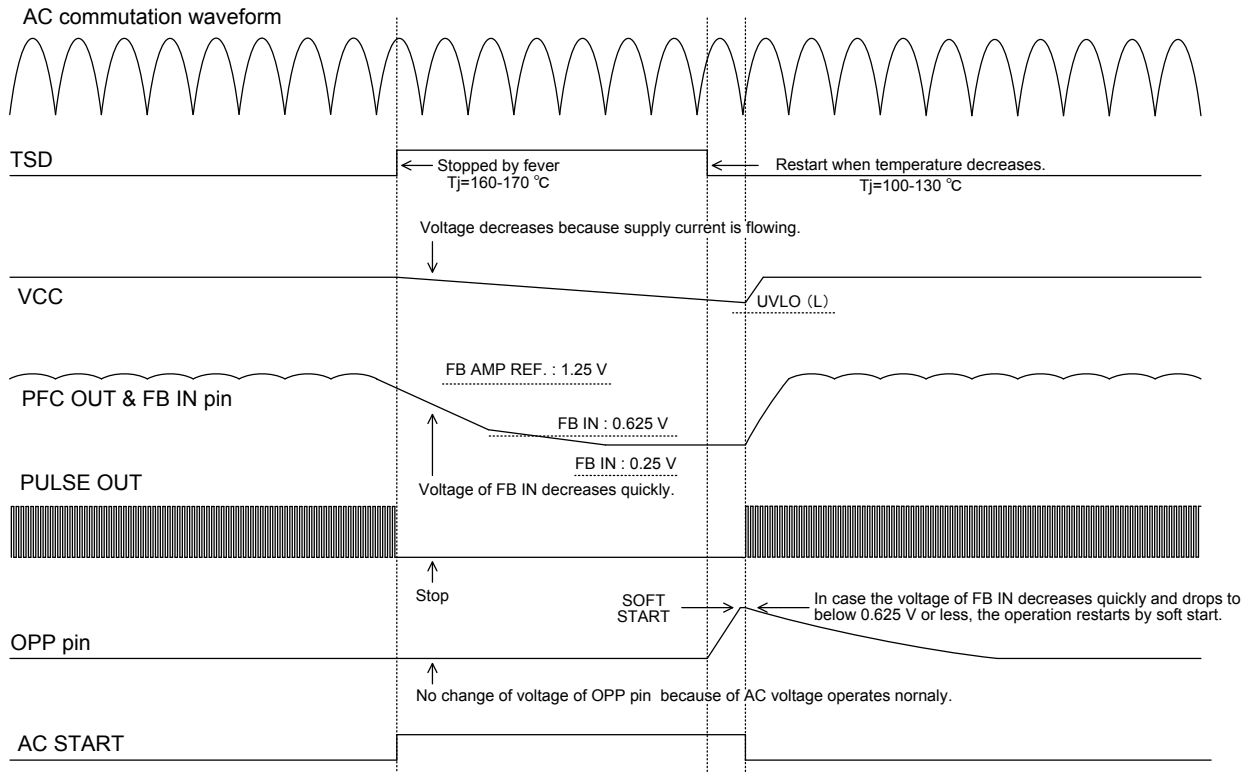 AC commutation waveform
TSD
Stopped by fever
Tj=160-170 °C
Restart when temperature decreases.
Tj=100-130 °C
Voltage decreases because supply current is flowing.
VCC
UVLO (L)
FB AMP REF. : 1.25 V
PFC OUT & FB IN pin
FB IN : 0.625 V
FB IN : 0.25 V
PULSE OUT
Voltage of FB IN decreases quickly.
Stop
SOFT
START
In case the voltage of FB IN decreases quickly and drops to
below 0.625 V or less, the operation restarts by soft start.
OPP pin
No change of voltage of OPP pin because of AC voltage operates nornaly.
AC START